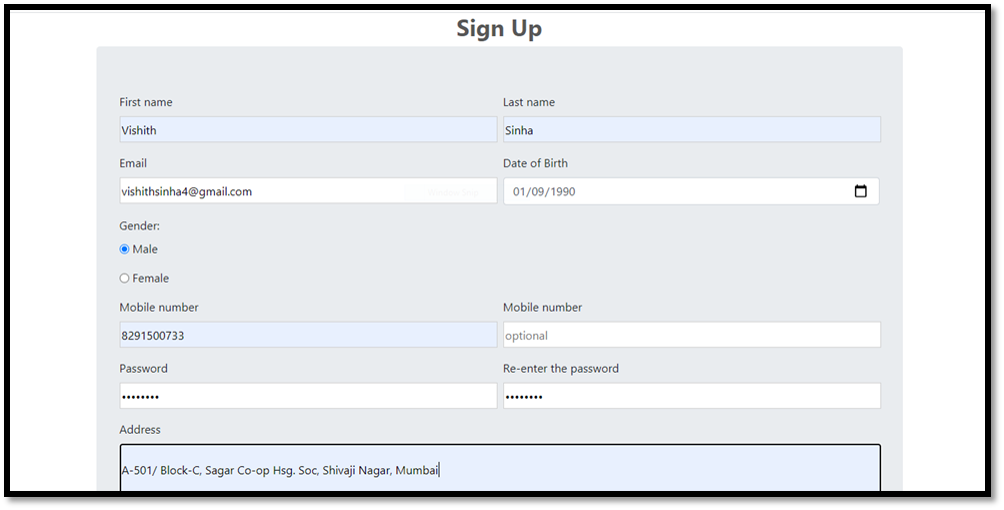 Sign Up
First name Last name
Vishith Sinha
Email Date of Birth
vishithsinha4@gmail.com 01/09/1990
Gender:
Male
Female
Mobile number Mobile number
8291500733 optional
Password Re-enter the password
•••••••• ••••••••
Address
A-501/ Block-C, Sagar Co-op Hsg. Soc, Shivaji Nagar, Mumbai